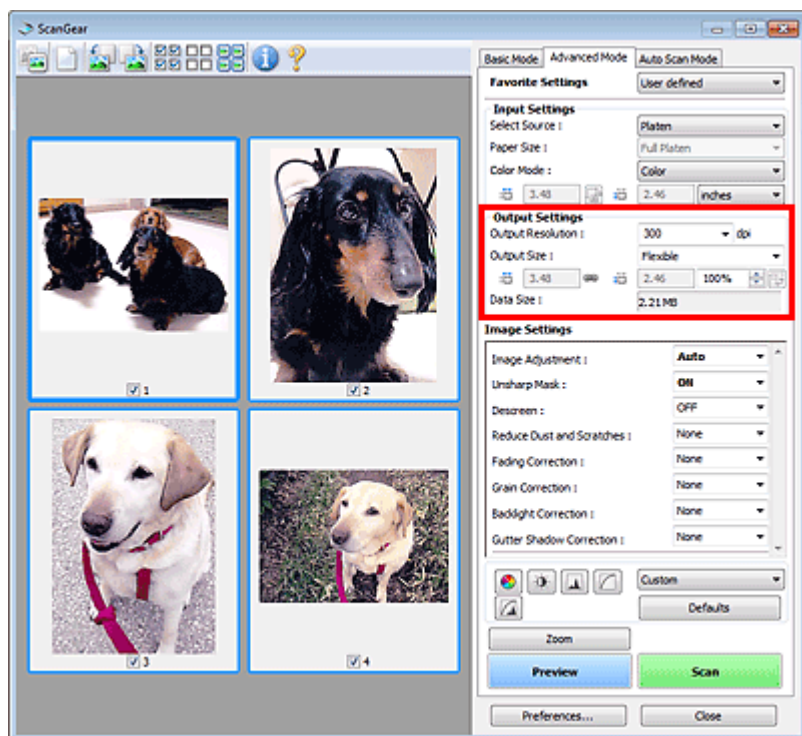 ScanGear
Basic Mode Advanced Mode Auto Scan Mode
Favorite Settings User defined
Input Settings
Select Source : Platen
Paper Size : Full Platen
Color Mode : Color
3.48 2.46 inches
Output Settings
Output Resolution : 300 dpi
Output Size : Flexible
3.48 2.46 100%
Data Size : 2.21 MB
Image Settings
Image Adjustment : Auto
Unsharp Mask : ON
Descreen : OFF
Reduce Dust and Scratches : None
Fading Correction : None
Grain Correction : None
Backlight Correction : None
Gutter Shadow Correction : None
Custom
Defaults
Zoom
Preview Scan
Preferences... Close
1
2
3
4